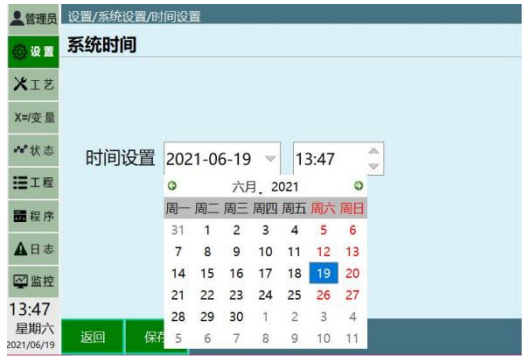 管理员
设置/系统设置/时间设置
设置
系统时间
工艺
X=/变量
状态
时间设置 2021-06-19 13:47
工程
六月, 2021
周一 周二 周三 周四 周五 周六 周日
程序
31 1 2 3 4 5 6
日志
7 8 9 10 11 12 13
监控
14 15 16 17 18 19 20
21 22 23 24 25 26 27
28 29 30 1 2 3 4
5 6 7 8 9 10 11
13:47
星期六
2021/06/19
返回
保存